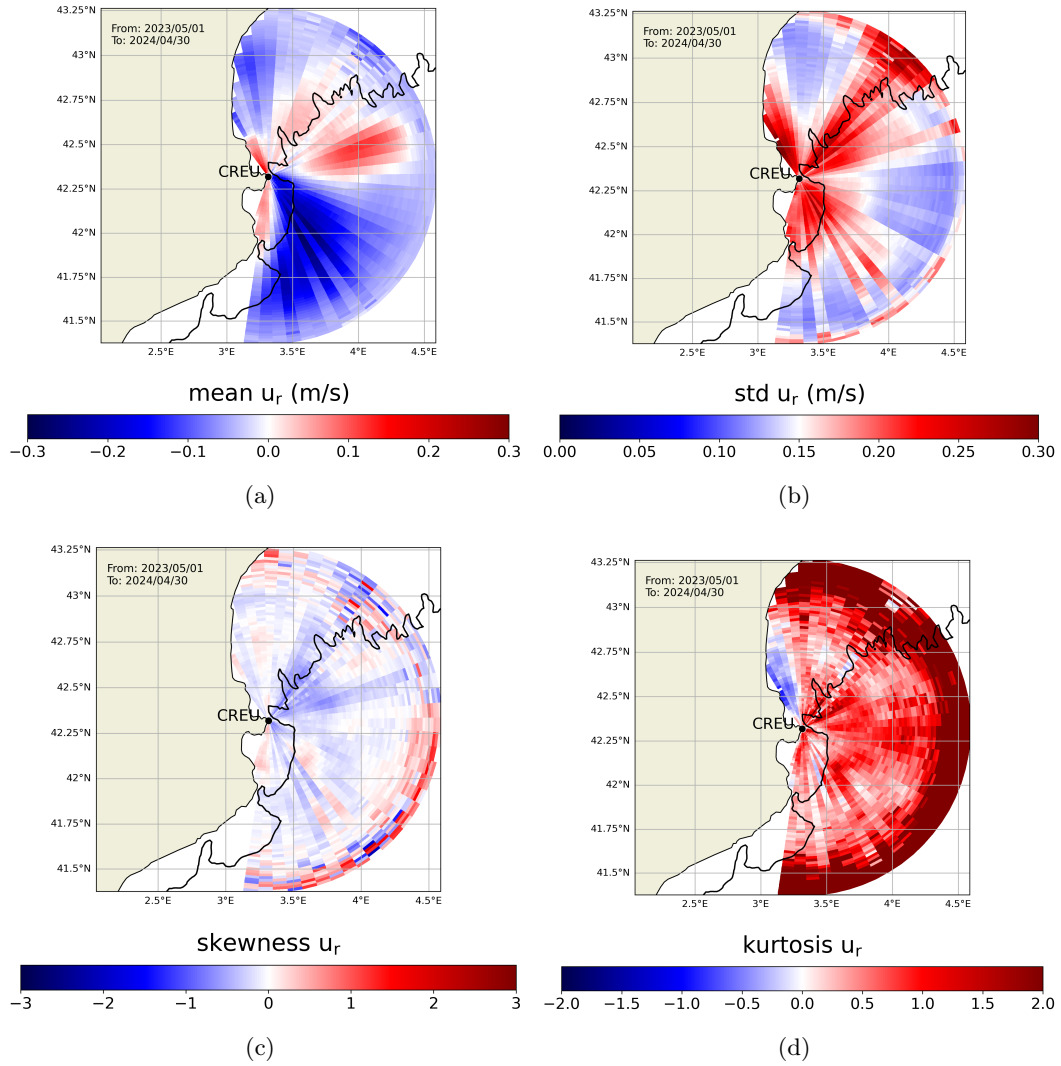 43.25°N
From: 2023/05/01
To: 2024/04/30
43°N
42.75°N
42.5°N
CREU
42.25°N
42°N
41.75°N
41.5°N
2.5°E 3°E 3.5°E 4°E 4.5°E
mean u_r (m/s)
−0.3 −0.2 −0.1 0.0 0.1 0.2 0.3
(a)
43.25°N
From: 2023/05/01
To: 2024/04/30
43°N
42.75°N
42.5°N
CREU
42.25°N
42°N
41.75°N
41.5°N
2.5°E 3°E 3.5°E 4°E 4.5°E
std u_r (m/s)
0.00 0.05 0.10 0.15 0.20 0.25 0.30
(b)
43.25°N
From: 2023/05/01
To: 2024/04/30
43°N
42.75°N
42.5°N
CREU
42.25°N
42°N
41.75°N
41.5°N
2.5°E 3°E 3.5°E 4°E 4.5°E
skewness u_r
−3 −2 −1 0 1 2 3
(c)
43.25°N
From: 2023/05/01
To: 2024/04/30
43°N
42.75°N
42.5°N
CREU
42.25°N
42°N
41.75°N
41.5°N
2.5°E 3°E 3.5°E 4°E 4.5°E
kurtosis u_r
−2.0 −1.5 −1.0 −0.5 0.0 0.5 1.0 1.5 2.0
(d)